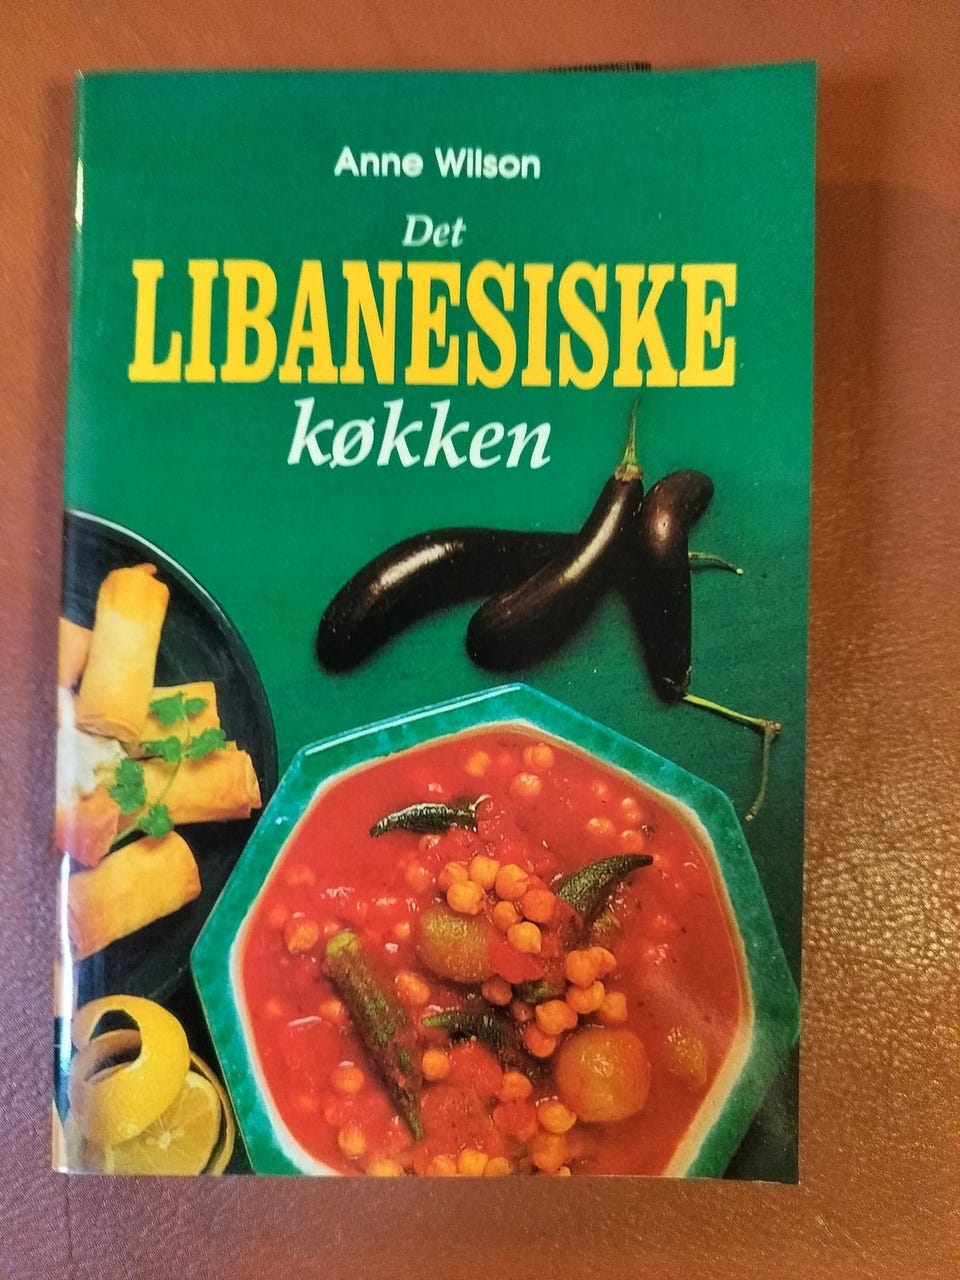 Anne Wilson
Det
LIBANESISKE
køkken